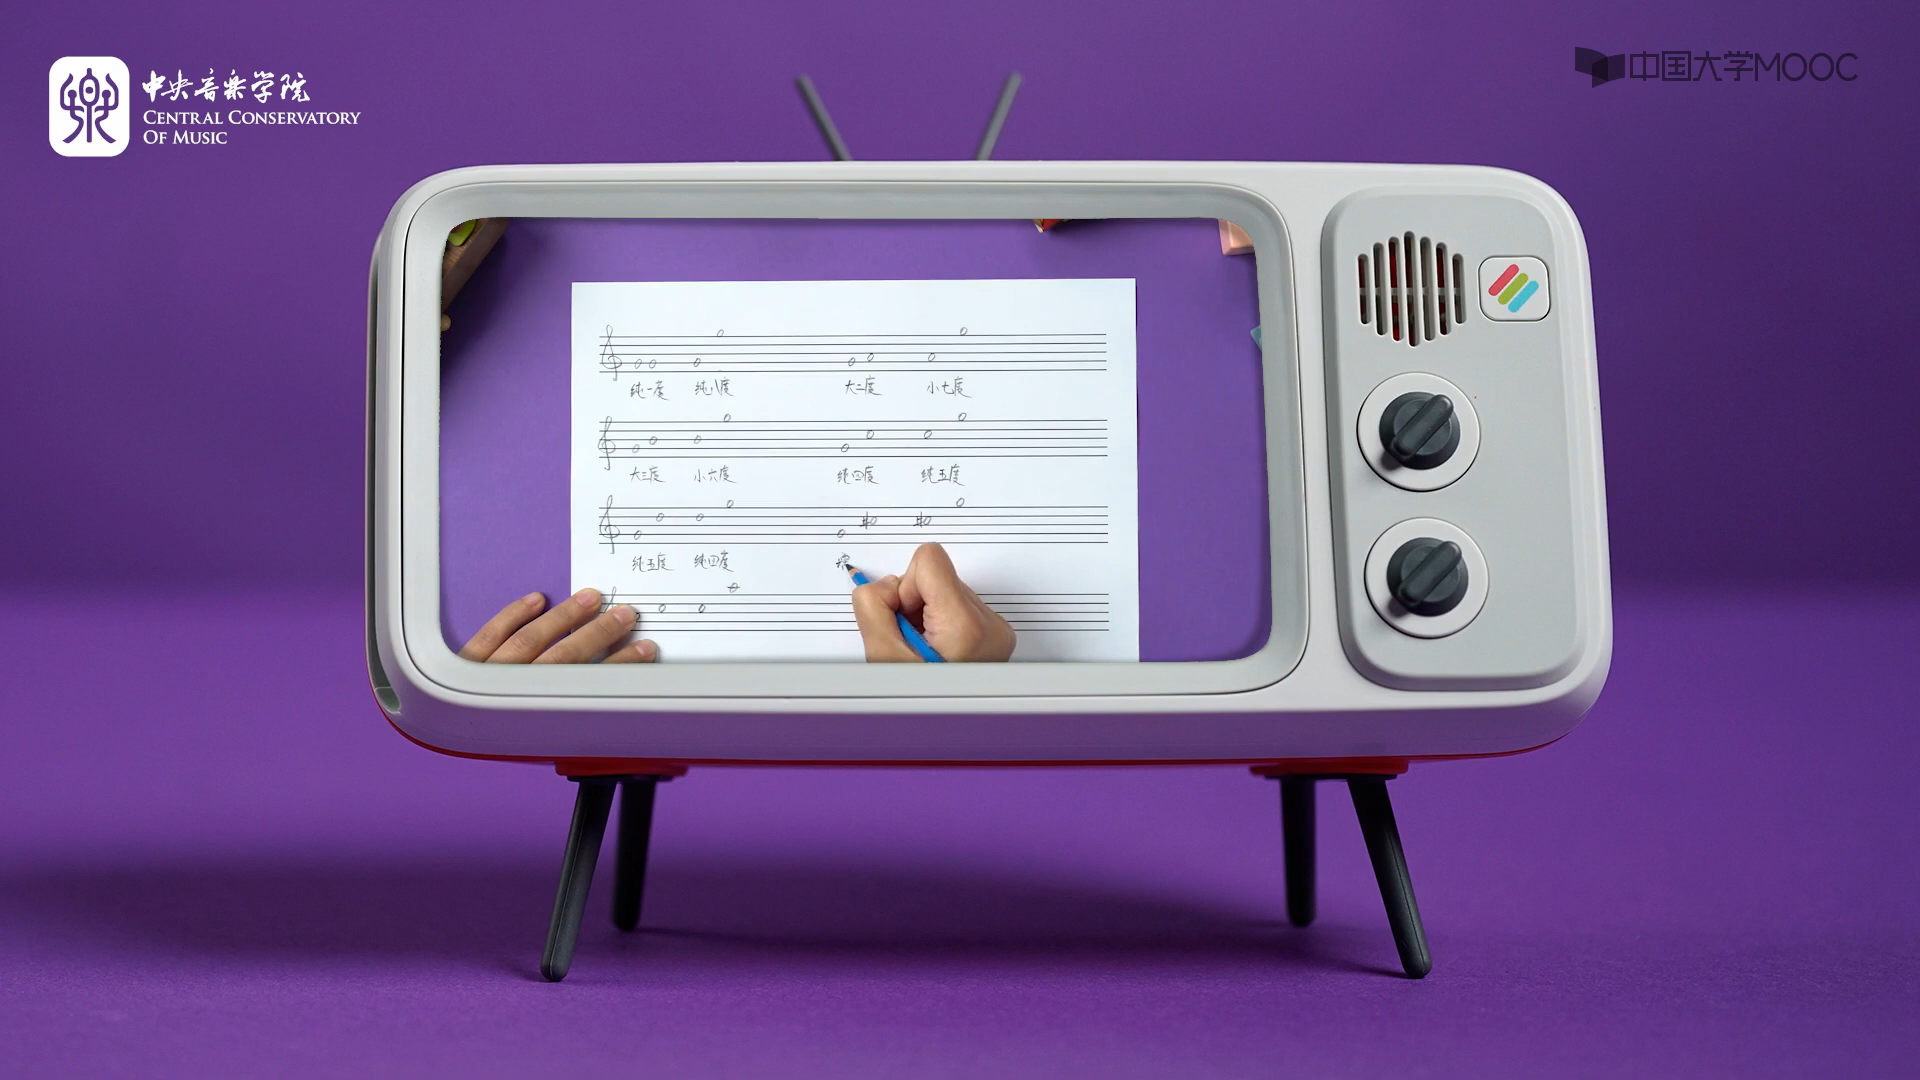 中央音乐学院
CENTRAL CONSERVATORY
OF MUSIC
中国大学MOOC
纯一度 纯八度 大二度 小七度
大三度 小六度 纯四度 纯五度
纯五度 纯四度